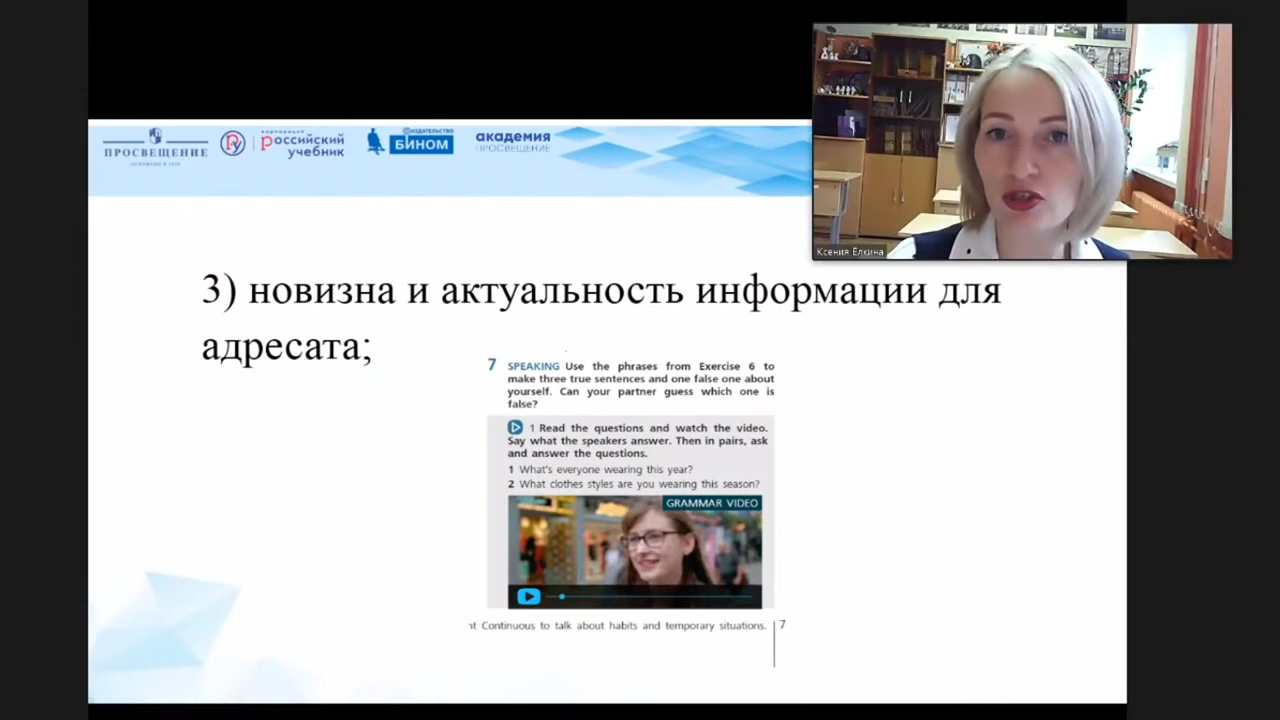 ПРОСВЕЩЕНИЕ
корпорация
Российский
учебник
ИЗДАТЕЛЬСТВО
БИНОМ
академия
ПРОСВЕЩЕНИЕ
Ксения Ёлкина
3) новизна и актуальность информации для
адресата;
7 SPEAKING Use the phrases from Exercise 6 to
make three true sentences and one false one about
yourself. Can your partner guess which one is
false?
1 Read the questions and watch the video.
Say what the speakers answer. Then in pairs, ask
and answer the questions.
1 What's everyone wearing this year?
2 What clothes styles are you wearing this season?
GRAMMAR VIDEO
nt Continuous to talk about habits and temporary situations. 7